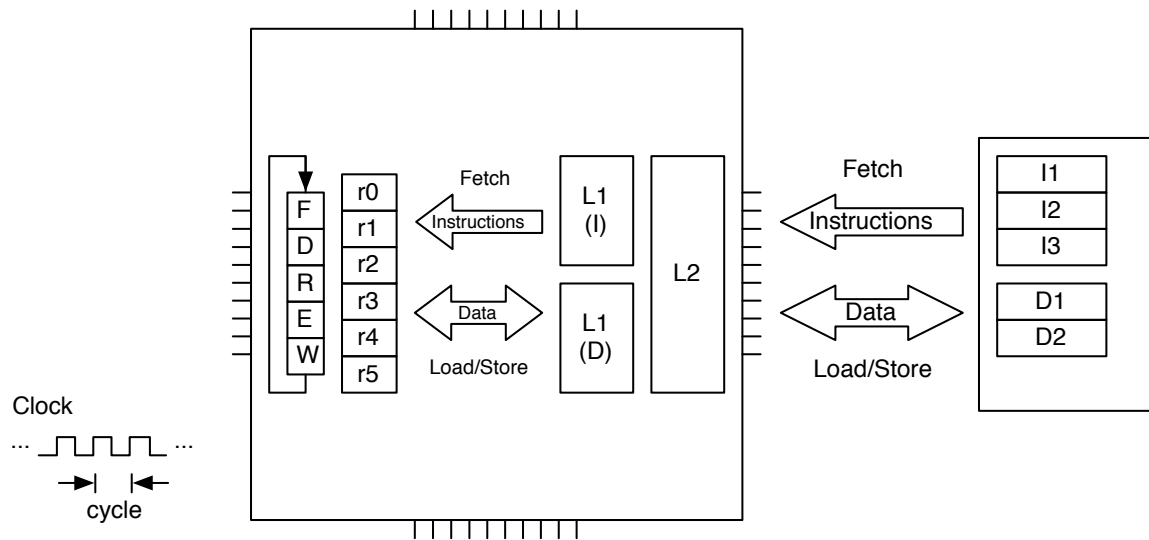 F
D
R
E
W
r0
r1
r2
r3
r4
r5
Fetch
Instructions
Data
Load/Store
L1
(I)
L1
(D)
L2
Fetch
Instructions
Data
Load/Store
I1
I2
I3
D1
D2
Clock
... ...
cycle